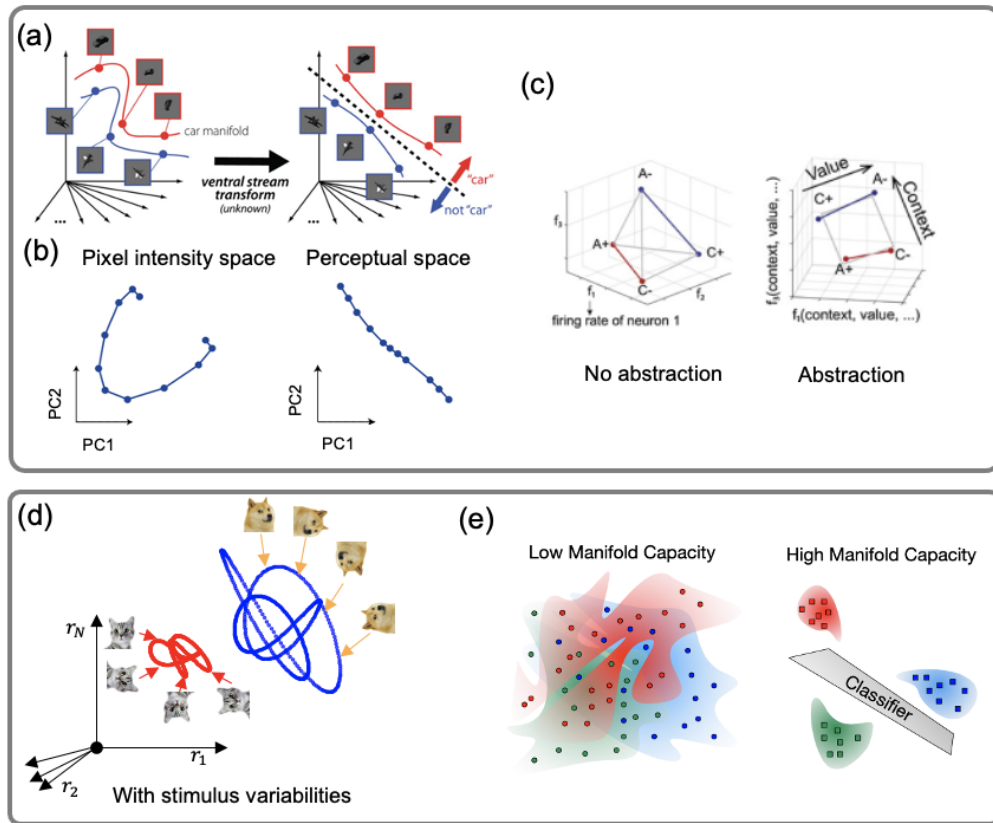 (a)
car manifold
ventral stream
transform
(unknown)
...
...
"car"
not "car"
(b)
Pixel intensity space
Perceptual space
PC2
PC1
PC2
PC1
(c)
A-
f₃
A+
C+
C-
f₁
f₂
firing rate of neuron 1
No abstraction
Value
A-
C+
Context
A+
C-
f₃(context, value, ...)
f₁(context, value, ...)
Abstraction
(d)
r_N
r₁
r₂
With stimulus variabilities
(e)
Low Manifold Capacity
High Manifold Capacity
Classifier